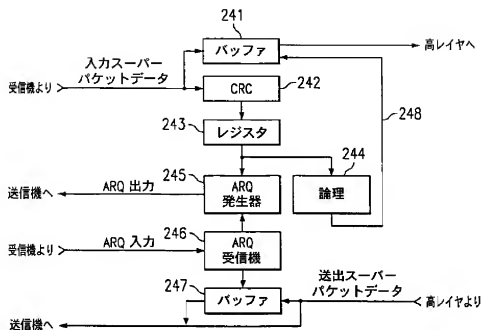 241
バッファ
高レイヤへ
入力スーパー
パケットデータ
受信機より
CRC
242
248
243
レジスタ
244
送信機へ
ARQ 出力
245
ARQ
発生器
論理
246
受信機より
ARQ 入力
ARQ
受信機
247
バッファ
送出スーパー
パケットデータ
高レイヤより
送信機へ